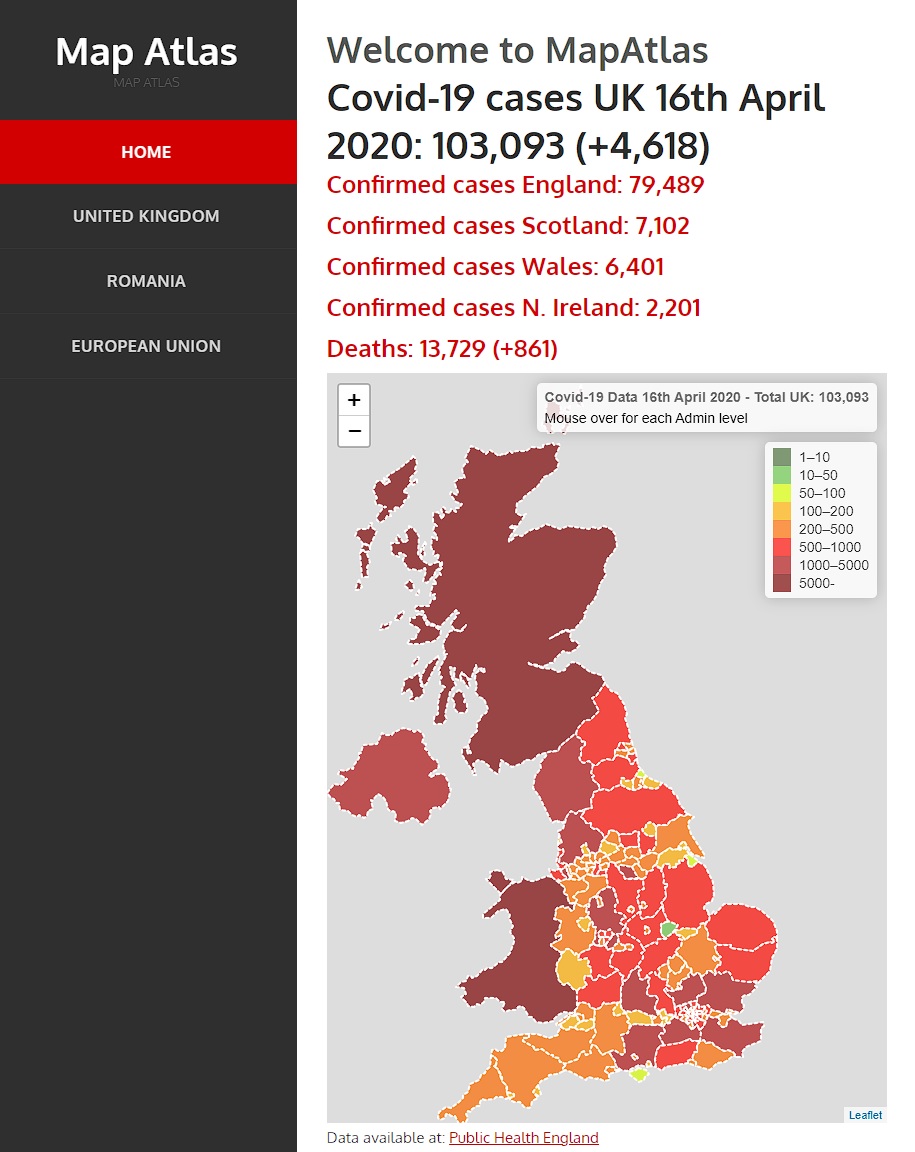 Map Atlas
MAP ATLAS
HOME
UNITED KINGDOM
ROMANIA
EUROPEAN UNION
Welcome to MapAtlas
Covid-19 cases UK 16th April
2020: 103,093 (+4,618)
Confirmed cases England: 79,489
Confirmed cases Scotland: 7,102
Confirmed cases Wales: 6,401
Confirmed cases N. Ireland: 2,201
Deaths: 13,729 (+861)
+
−
Covid-19 Data 16th April 2020 - Total UK: 103,093
Mouse over for each Admin level
1–10
10–50
50–100
100–200
200–500
500–1000
1000–5000
5000-
Leaflet
Data available at: Public Health England